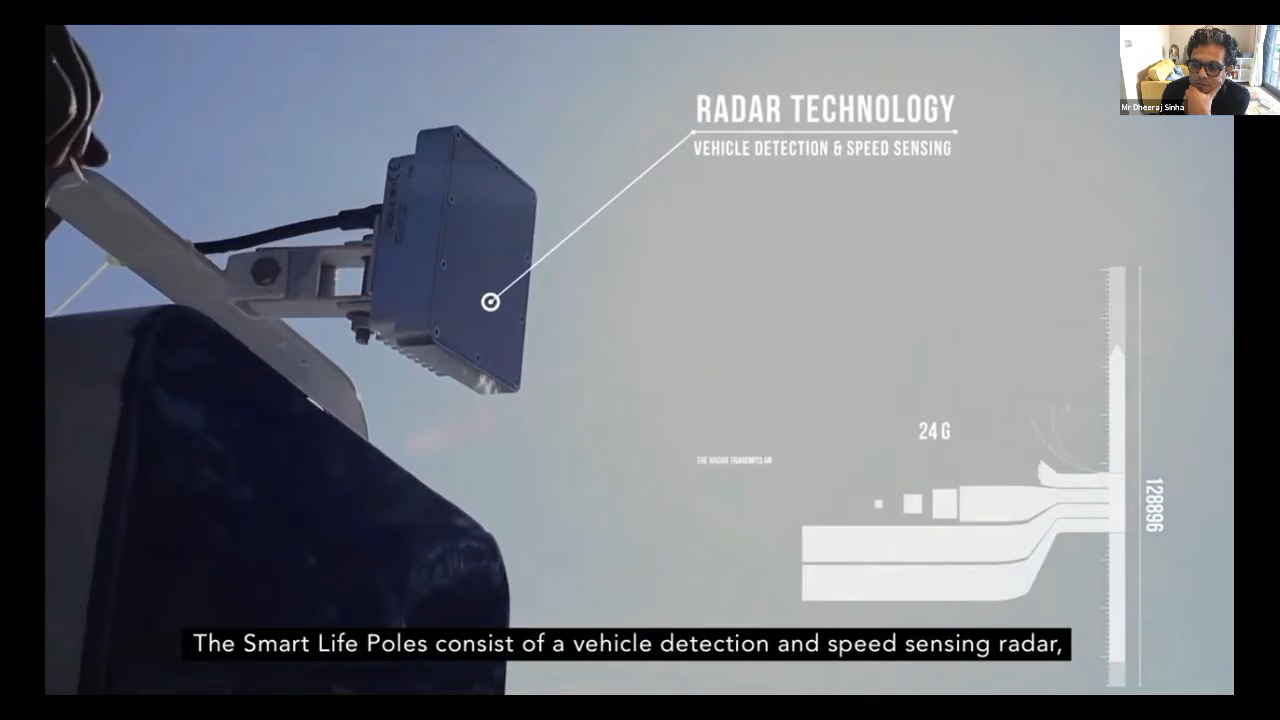 RADAR TECHNOLOGY
VEHICLE DETECTION & SPEED SENSING
Mr Dheeraj Sinha
24 G
THE RADAR TRANSMITS AN
128896
The Smart Life Poles consist of a vehicle detection and speed sensing radar,